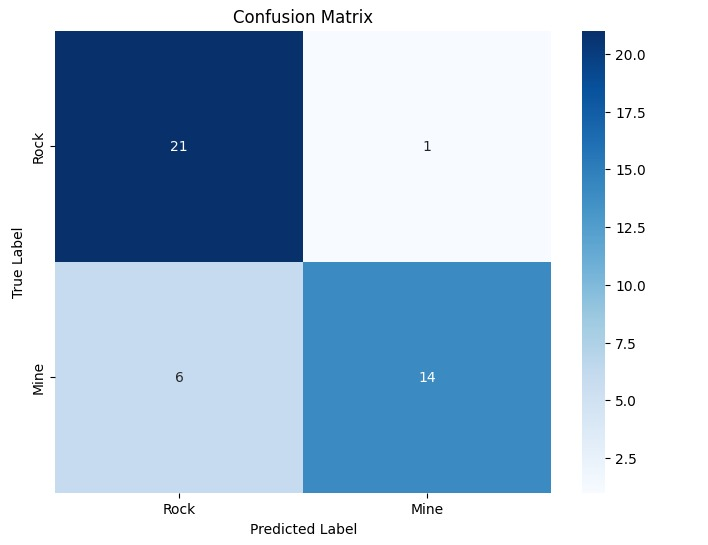 Confusion Matrix
True Label
Rock
21
1
Mine
6
14
Rock
Mine
Predicted Label
20.0
17.5
15.0
12.5
10.0
7.5
5.0
2.5